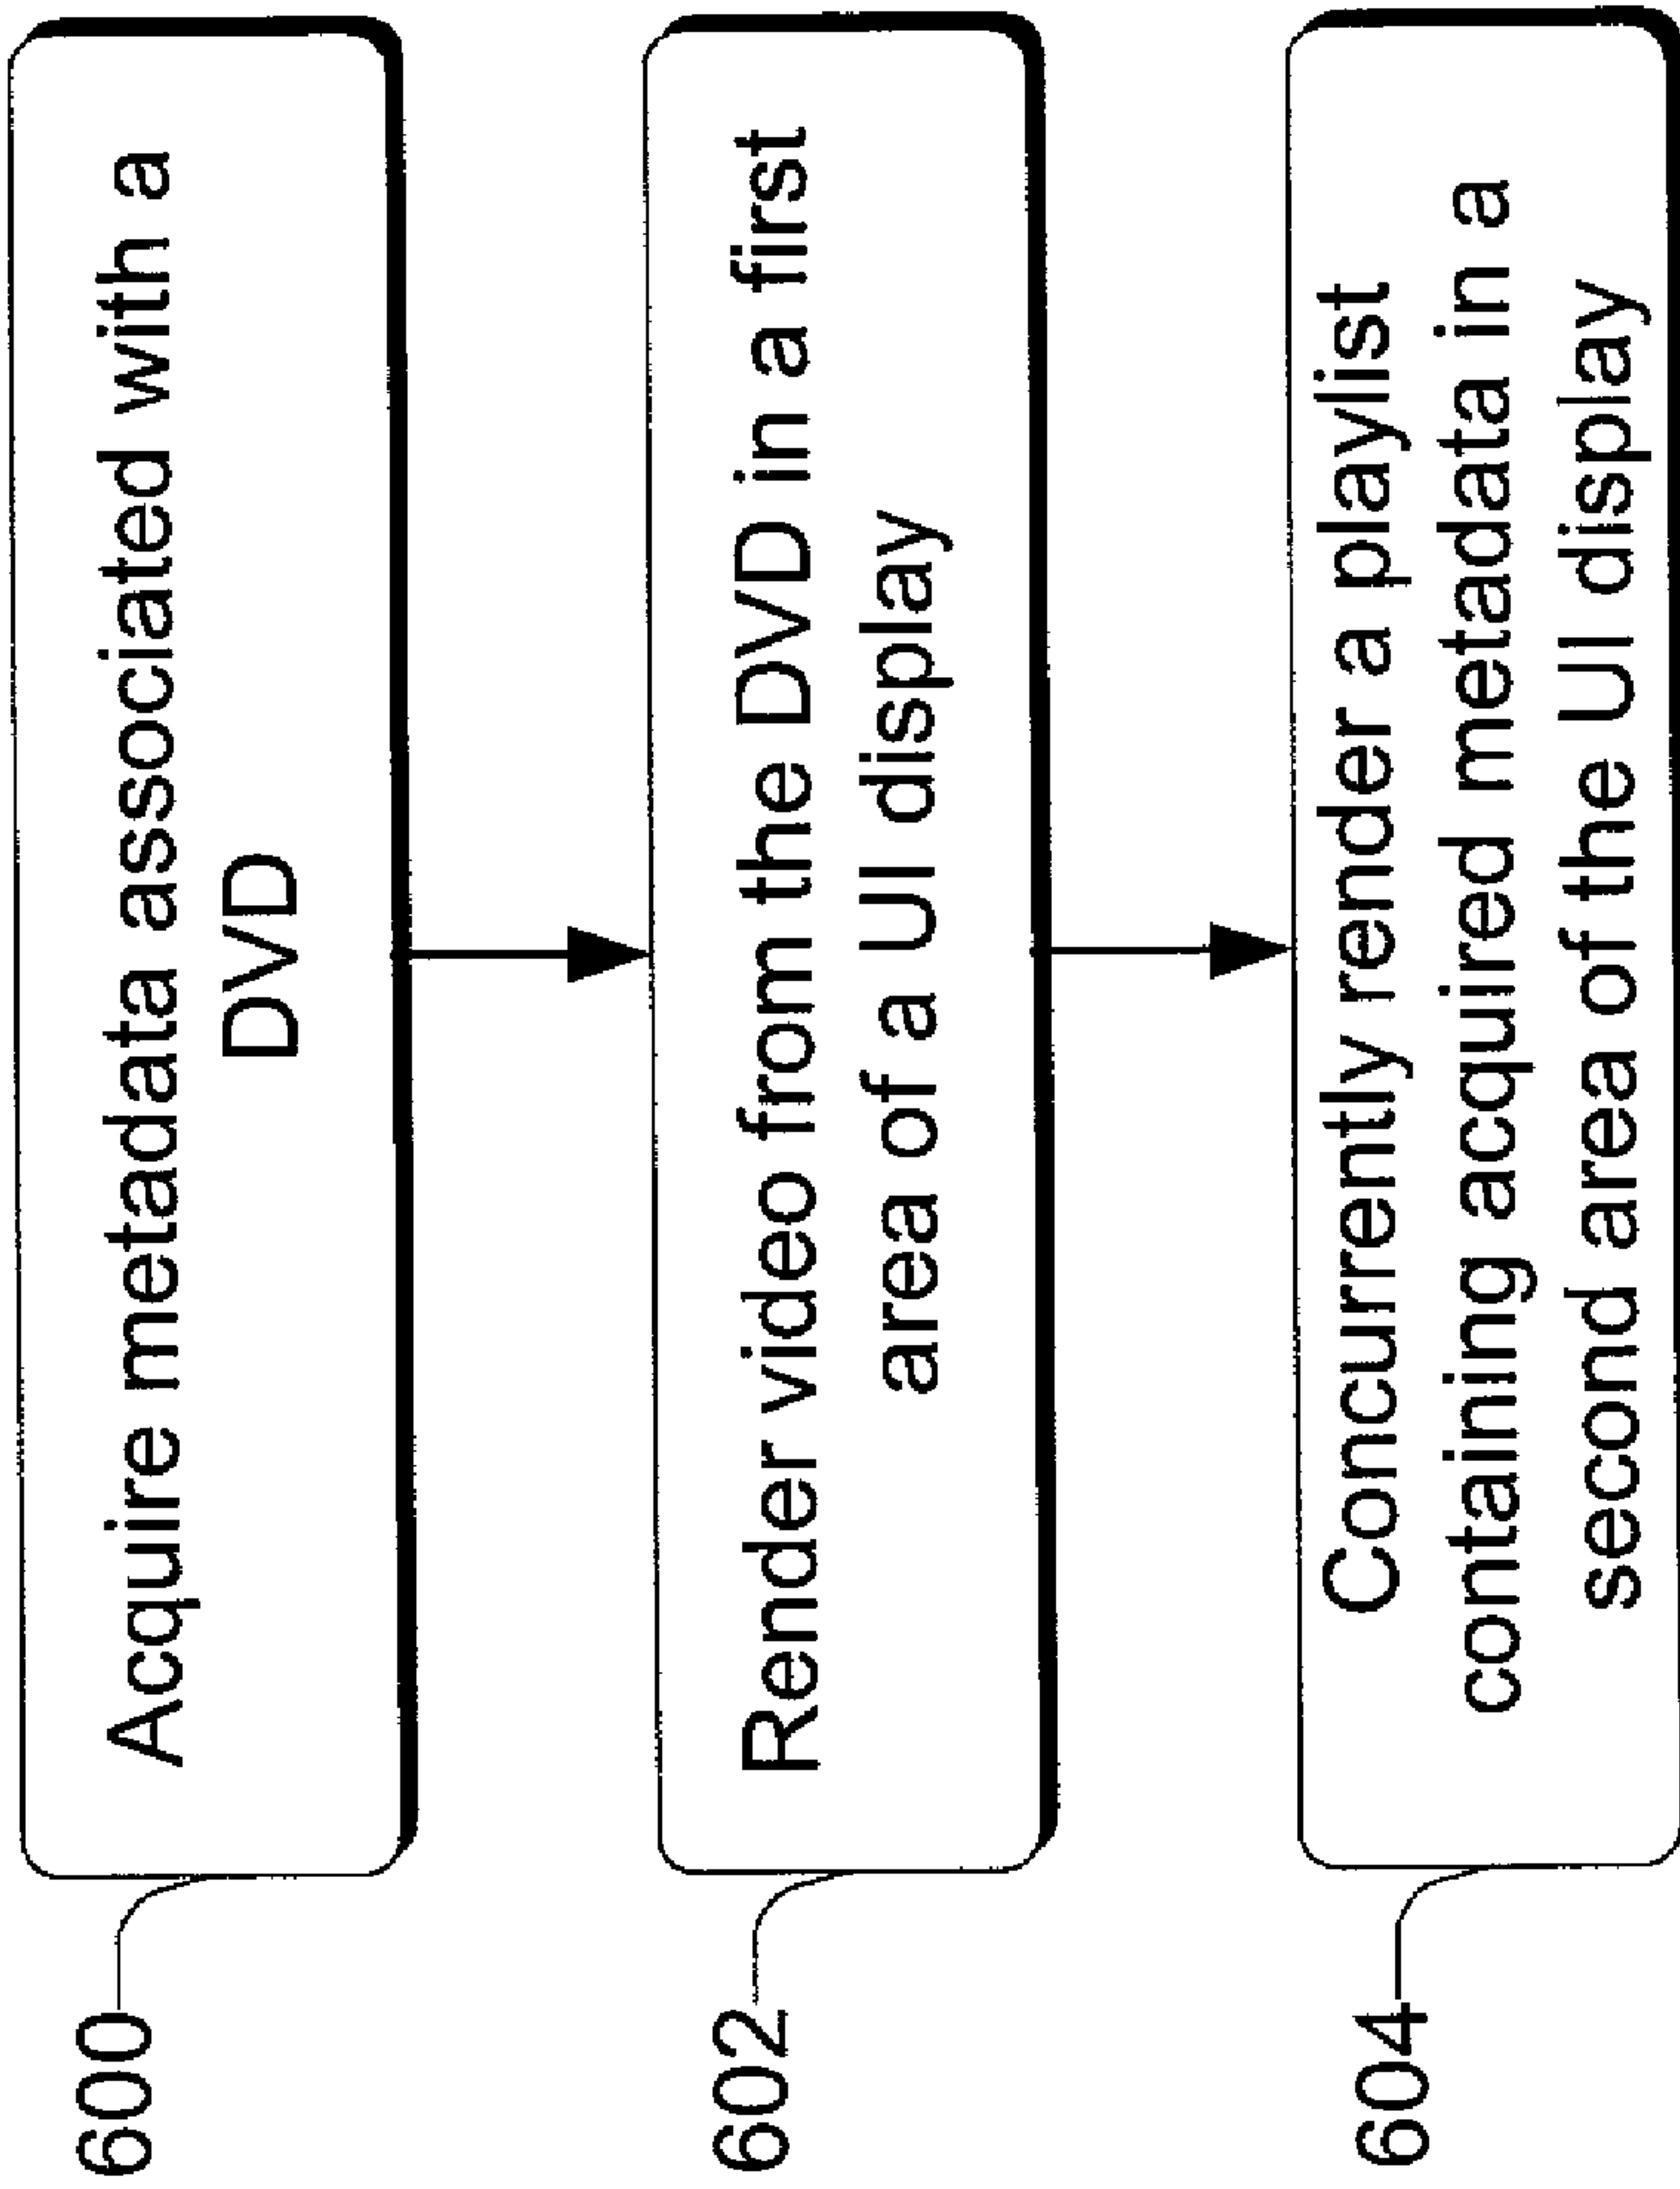 600
Acquire metadata associated with a
DVD
602
Render video from the DVD in a first
area of a UI display
604
Concurrently render a playlist
containing acquired metadata in a
second area of the UI display